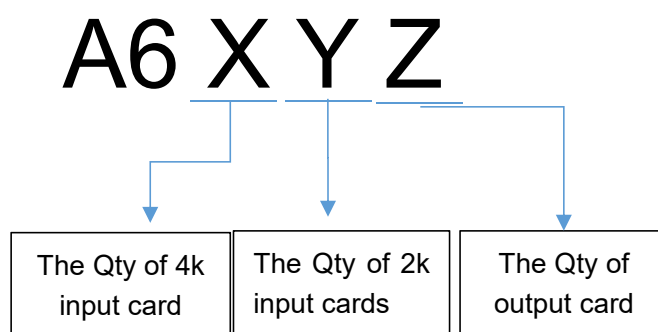 A6 X Y Z
The Qty of 4k
input card
The Qty of 2k
input cards
The Qty of
output card